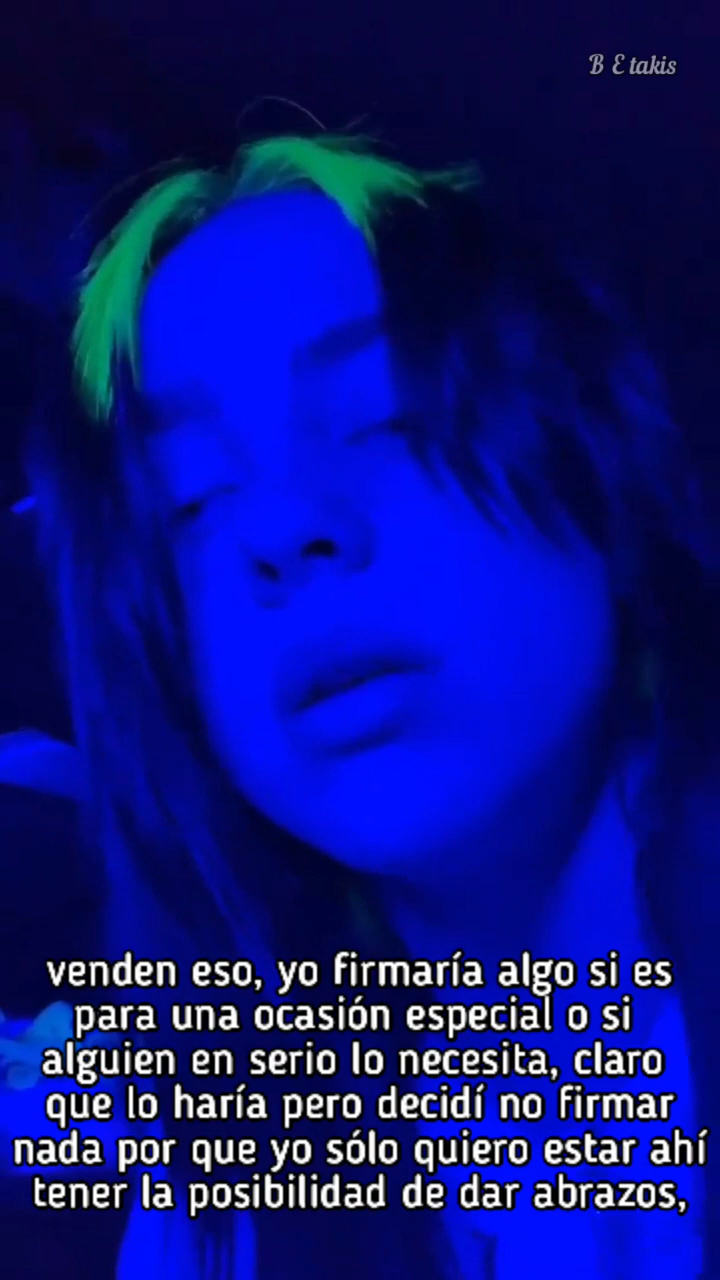 B E takis
venden eso, yo firmaría algo si es
para una ocasión especial o si
alguien en serio lo necesita, claro
que lo haría pero decidí no firmar
nada por que yo sólo quiero estar ahí
tener la posibilidad de dar abrazos,